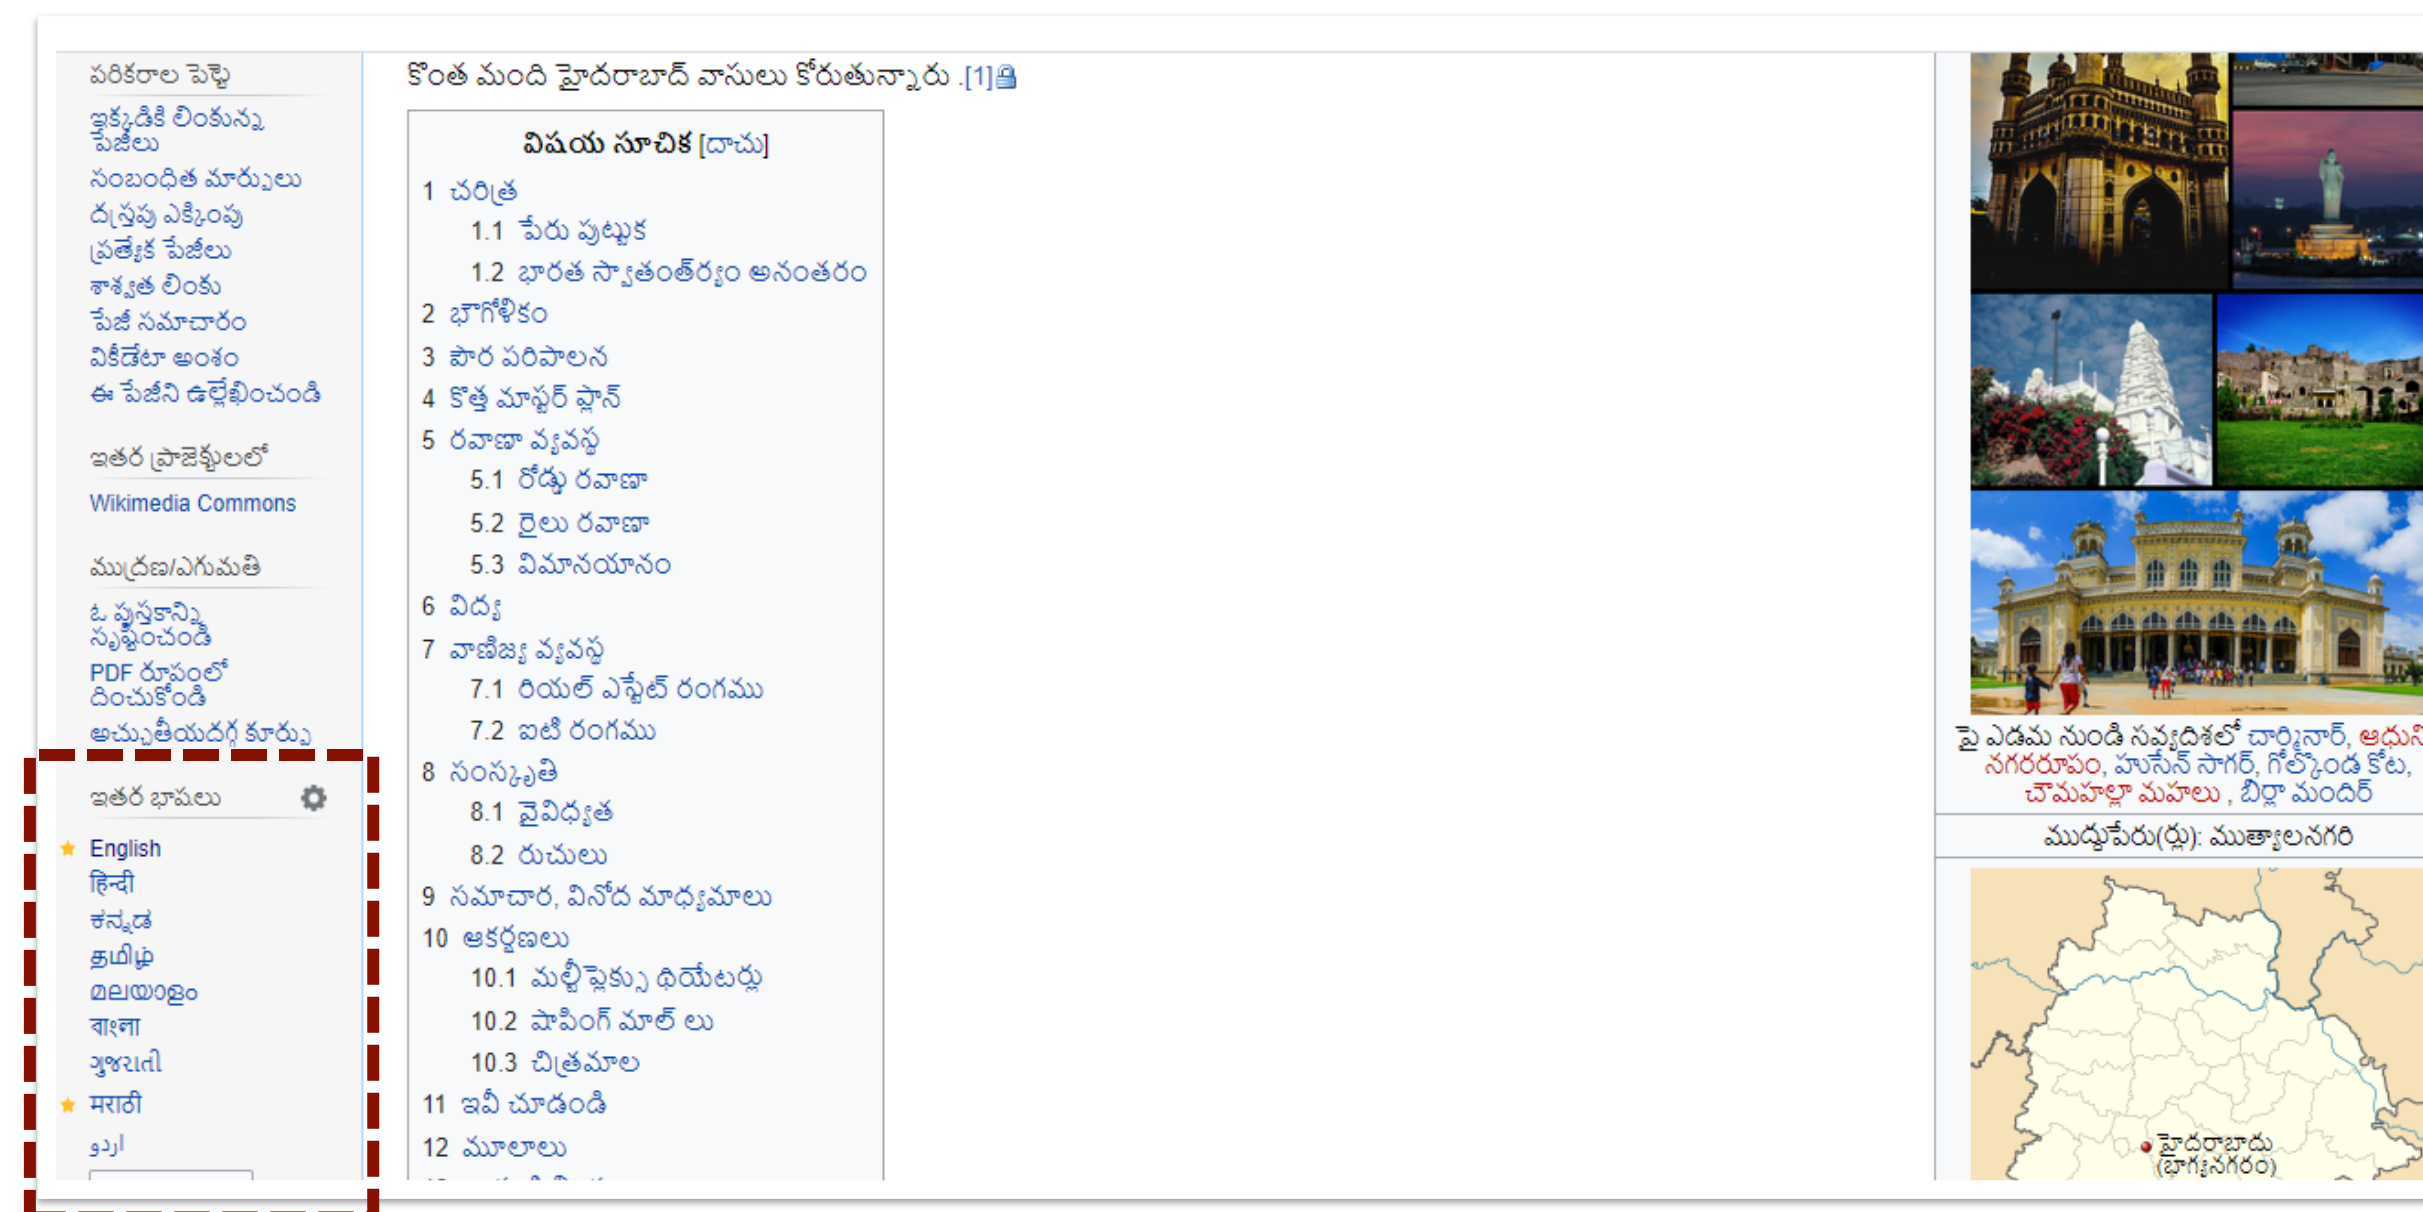 పరికరాల పెట్టె
ఇక్కడికి లింకున్న
పేజీలు
సంబంధిత మార్పులు
దస్త్రపు ఎక్కింపు
ప్రత్యేక పేజీలు
శాశ్వత లింకు
పేజీ సమాచారం
వికీడేటా అంశం
ఈ పేజీని ఉల్లేఖించండి
ఇతర ప్రాజెక్టులలో
Wikimedia Commons
ముద్రణ/ఎగుమతి
ఓ పుస్తకాన్ని
సృష్టించండి
PDF రూపంలో
దించుకోండి
అచ్చుతీయదగ్గ కూర్పు
ఇతర భాషలు
English
हिन्दी
ಕನ್ನಡ
தமிழ்
മലയാളം
বাংলা
ગુજરાતી
मराठी
اردو
కొంత మంది హైదరాబాద్ వాసులు కోరుతున్నారు .[1]
విషయ సూచిక [దాచు]
1 చరిత్ర
1.1 పేరు పుట్టుక
1.2 భారత స్వాతంత్ర్యం అనంతరం
2 భౌగోళికం
3 పౌర పరిపాలన
4 కొత్త మాస్టర్ ప్లాన్
5 రవాణా వ్యవస్థ
5.1 రోడ్డు రవాణా
5.2 రైలు రవాణా
5.3 విమానయానం
6 విద్య
7 వాణిజ్య వ్యవస్థ
7.1 రియల్ ఎస్టేట్ రంగము
7.2 ఐటి రంగము
8 సంస్కృతి
8.1 వైవిధ్యత
8.2 రుచులు
9 సమాచార, వినోద మాధ్యమాలు
10 ఆకర్షణలు
10.1 మల్టీప్లెక్సు థియేటర్లు
10.2 షాపింగ్ మాల్ లు
10.3 చిత్రమాల
11 ఇవీ చూడండి
12 మూలాలు
పై ఎడమ నుండి సవ్యదిశలో చార్మినార్,
నగరరూపం, హుసేన్ సాగర్, గోల్కొండ కోట,
చౌమహల్లా మహలు , బిర్లా మందిర్
ముద్దుపేరు(ర్లు): ముత్యాలనగరి
హైదరాబాదు
(భాగ్యనగరం)